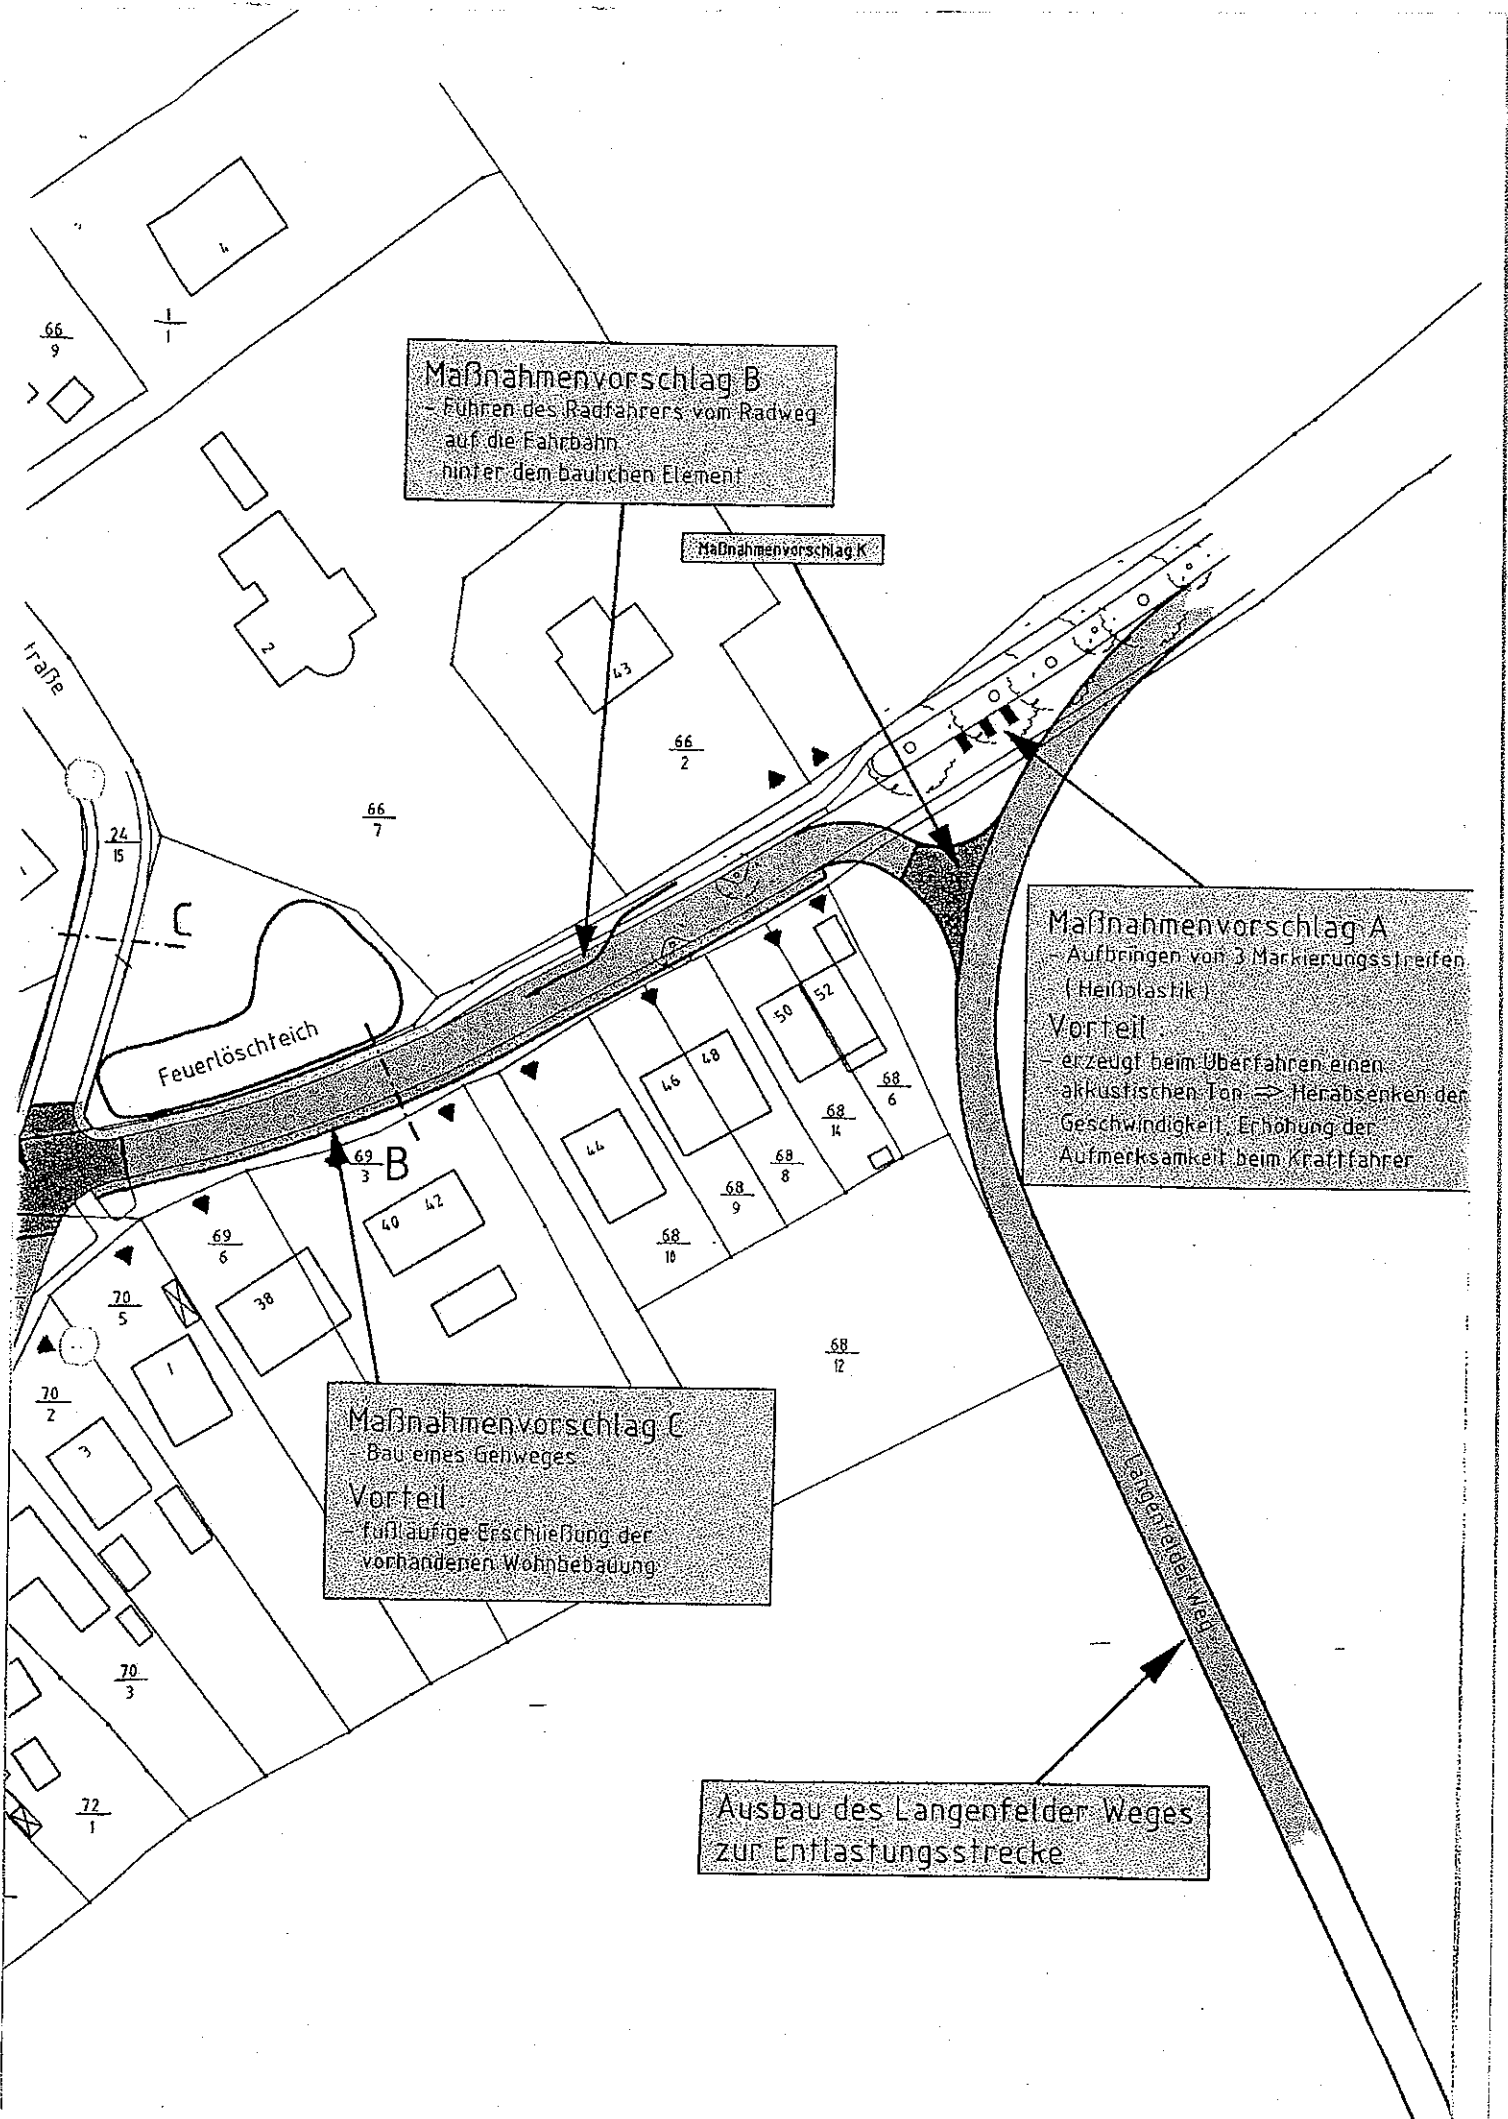 4
66
9
1
1
Maßnahmenvorschlag B
- Führen des Radfahrers vom Radweg
auf die Fahrbahn
hinter dem baulichen Element
Maßnahmenvorschlag K
2
traße
43
66
2
66
7
24
15
C
Feuerlöschteich
Maßnahmenvorschlag A
- Aufbringen von 3 Markierungsstreifen
(Heißplastik)
Vorteil
- erzeugt beim Überfahren einen
akkustischen Ton => Herabsenken der
Geschwindigkeit, Erhöhung der
Aufmerksamkeit beim Kraftfahrer
50
52
46
48
68
6
68
14
44
68
8
69
3
B
68
9
40
42
69
6
68
10
38
70
5
1
68
12
70
2
3
Maßnahmenvorschlag C
- Bau eines Gehweges
Vorteil
- fußläufige Erschließung der
vorhandenen Wohnbebauung
Langenfelder Weg
70
3
72
1
Ausbau des Langenfelder Weges
zur Entlastungsstrecke